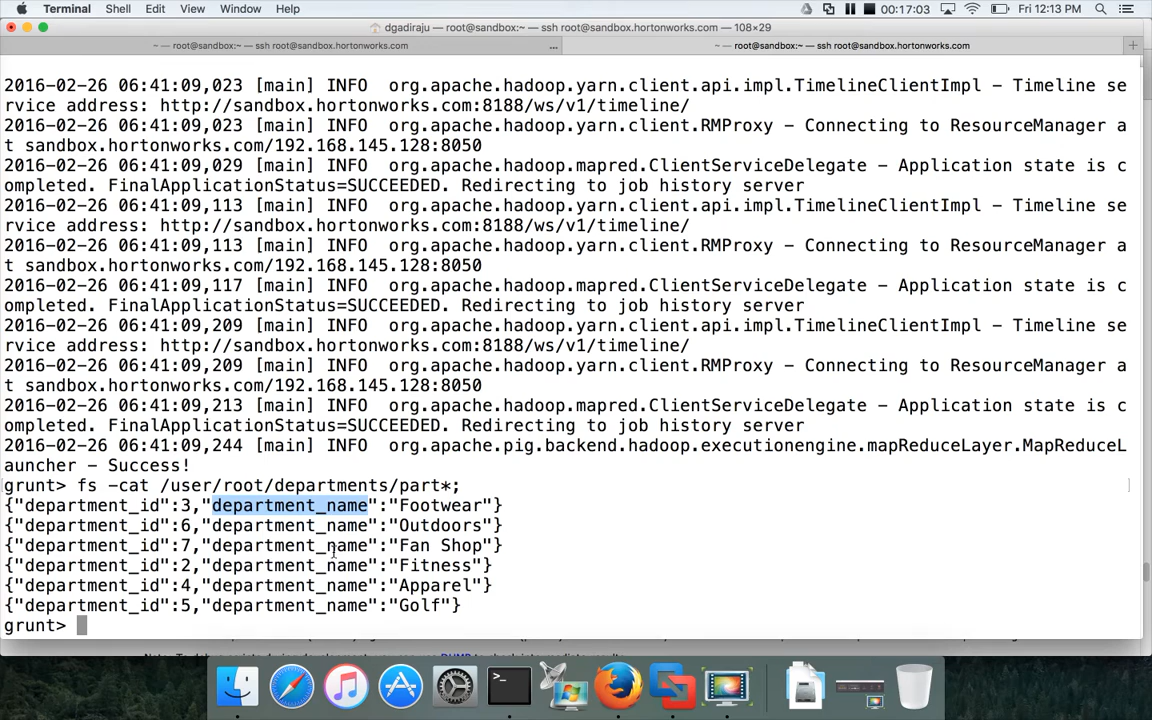 Terminal Shell Edit View Window Help 00:17:03 Fri 12:13 PM
dgadiraju — root@sandbox:~ — ssh root@sandbox.hortonworks.com — 108×29
~ — root@sandbox:~ — ssh root@sandbox.hortonworks.com ... ~ — root@sandbox:~ — ssh root@sandbox.hortonworks.com +
2016-02-26 06:41:09,023 [main] INFO  org.apache.hadoop.yarn.client.api.impl.TimelineClientImpl - Timeline se
rvice address: http://sandbox.hortonworks.com:8188/ws/v1/timeline/
2016-02-26 06:41:09,023 [main] INFO  org.apache.hadoop.yarn.client.RMProxy - Connecting to ResourceManager a
t sandbox.hortonworks.com/192.168.145.128:8050
2016-02-26 06:41:09,029 [main] INFO  org.apache.hadoop.mapred.ClientServiceDelegate - Application state is c
ompleted. FinalApplicationStatus=SUCCEEDED. Redirecting to job history server
2016-02-26 06:41:09,113 [main] INFO  org.apache.hadoop.yarn.client.api.impl.TimelineClientImpl - Timeline se
rvice address: http://sandbox.hortonworks.com:8188/ws/v1/timeline/
2016-02-26 06:41:09,113 [main] INFO  org.apache.hadoop.yarn.client.RMProxy - Connecting to ResourceManager a
t sandbox.hortonworks.com/192.168.145.128:8050
2016-02-26 06:41:09,117 [main] INFO  org.apache.hadoop.mapred.ClientServiceDelegate - Application state is c
ompleted. FinalApplicationStatus=SUCCEEDED. Redirecting to job history server
2016-02-26 06:41:09,209 [main] INFO  org.apache.hadoop.yarn.client.api.impl.TimelineClientImpl - Timeline se
rvice address: http://sandbox.hortonworks.com:8188/ws/v1/timeline/
2016-02-26 06:41:09,209 [main] INFO  org.apache.hadoop.yarn.client.RMProxy - Connecting to ResourceManager a
t sandbox.hortonworks.com/192.168.145.128:8050
2016-02-26 06:41:09,213 [main] INFO  org.apache.hadoop.mapred.ClientServiceDelegate - Application state is c
ompleted. FinalApplicationStatus=SUCCEEDED. Redirecting to job history server
2016-02-26 06:41:09,244 [main] INFO  org.apache.pig.backend.hadoop.executionengine.mapReduceLayer.MapReduceL
auncher - Success!
grunt> fs -cat /user/root/departments/part*;
{"department_id":3,"department_name":"Footwear"}
{"department_id":6,"department_name":"Outdoors"}
{"department_id":7,"department_name":"Fan Shop"}
{"department_id":2,"department_name":"Fitness"}
{"department_id":4,"department_name":"Apparel"}
{"department_id":5,"department_name":"Golf"}
grunt>